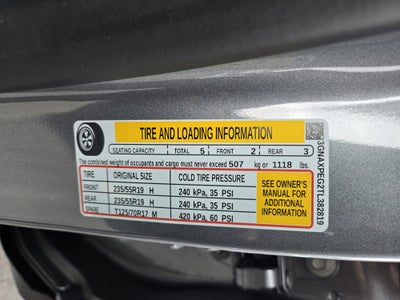 TIRE AND LOADING INFORMATION
SEATING CAPACITY TOTAL 5 FRONT 2 REAR 3
The combined weight of occupants and cargo must never exceed 507 kg or 1118 lbs.
TIRE ORIGINAL SIZE COLD TIRE PRESSURE
FRONT 235/55R19 H 240 kPa, 35 PSI
REAR 235/55R19 H 240 kPa, 35 PSI
SPARE T125/70R17 M 420 kPa, 60 PSI
SEE OWNER'S
MANUAL FOR
ADDITIONAL
INFORMATION
3GNAXPEG2TL382819